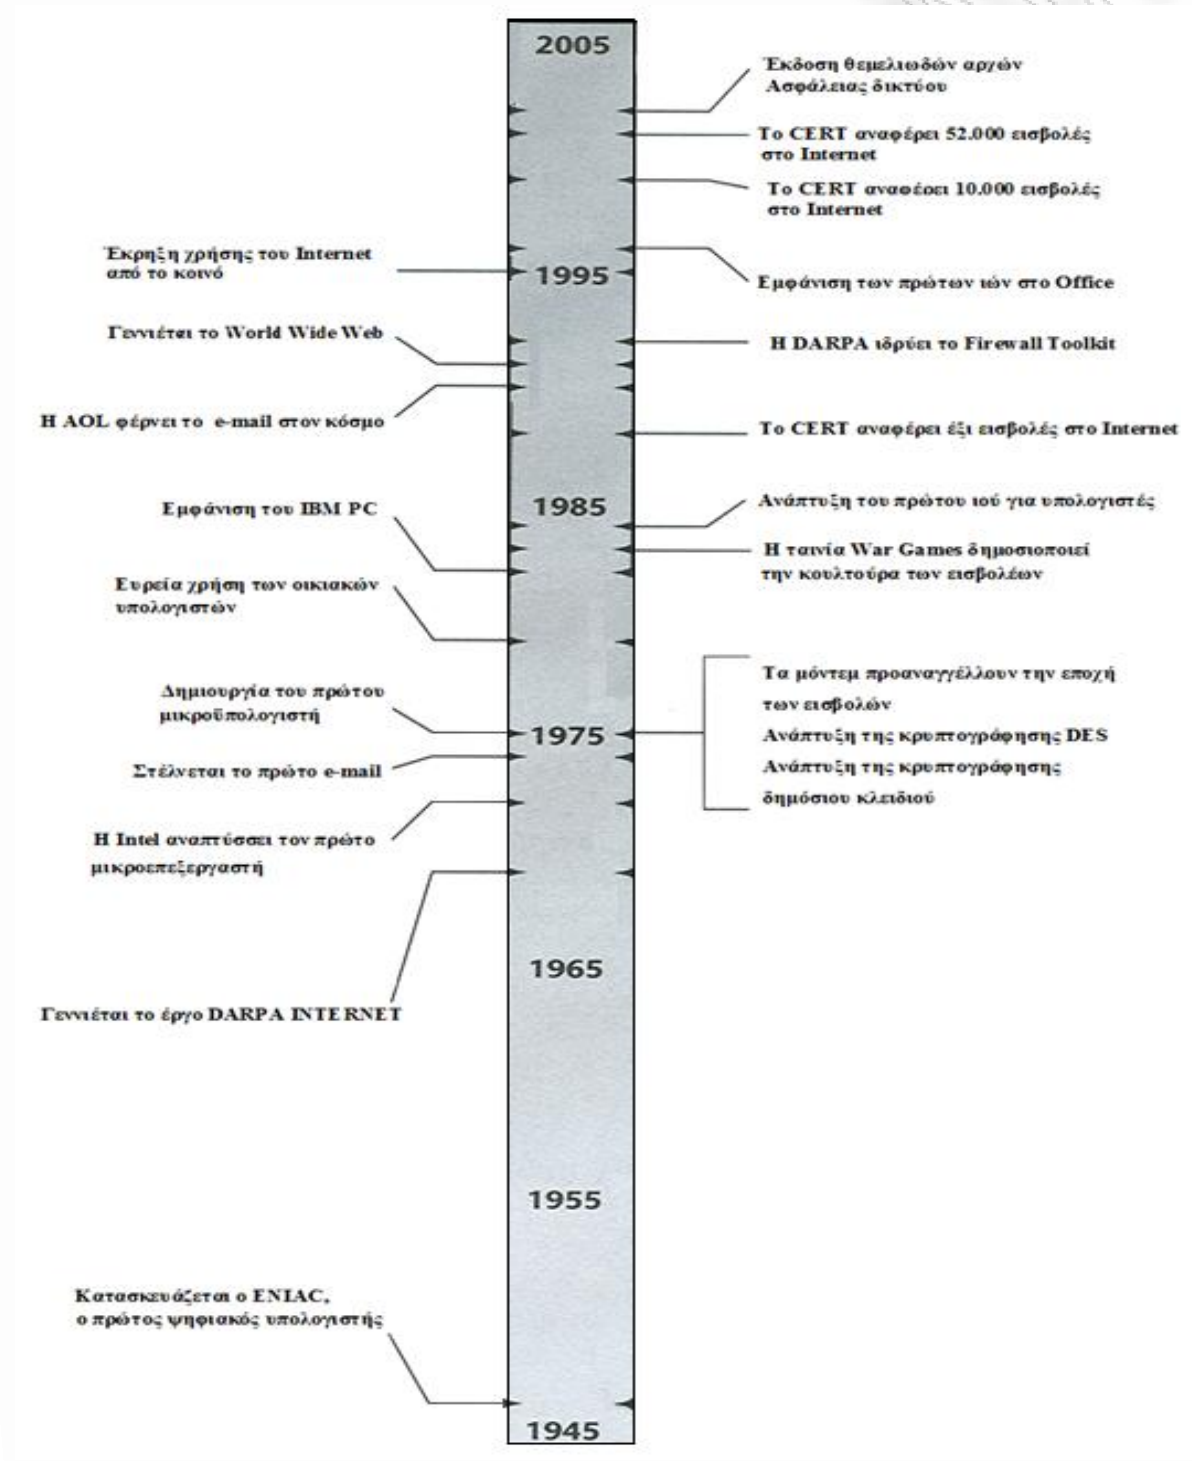 2005
Έκδοση θεμελιωδών αρχών
Ασφάλειας δικτύου
Το CERT αναφέρει 52.000 εισβολές
στο Internet
Το CERT αναφέρει 10.000 εισβολές
στο Internet
Έκρηξη χρήσης του Internet
από το κοινό
1995
Εμφάνιση των πρώτων ιών στο Office
Γεννιέται το World Wide Web
Η DARPA ιδρύει το Firewall Toolkit
Η AOL φέρνει το e-mail στον κόσμο
Το CERT αναφέρει έξι εισβολές στο Internet
Εμφάνιση του IBM PC
1985
Ανάπτυξη του πρώτου ιού για υπολογιστές
Η ταινία War Games δημοσιοποιεί
την κουλτούρα των εισβολέων
Ευρεία χρήση των οικιακών
υπολογιστών
Δημιουργία του πρώτου
μικροϋπολογιστή
1975
Τα μόντεμ προαναγγέλλουν την εποχή
των εισβολών
Ανάπτυξη της κρυπτογράφησης DES
Ανάπτυξη της κρυπτογράφησης
δημόσιου κλειδιού
Στέλνεται το πρώτο e-mail
Η Intel αναπτύσσει τον πρώτο
μικροεπεξεργαστή
1965
Γεννιέται το έργο DARPA INTERNET
1955
Κατασκευάζεται ο ENIAC,
ο πρώτος ψηφιακός υπολογιστής
1945